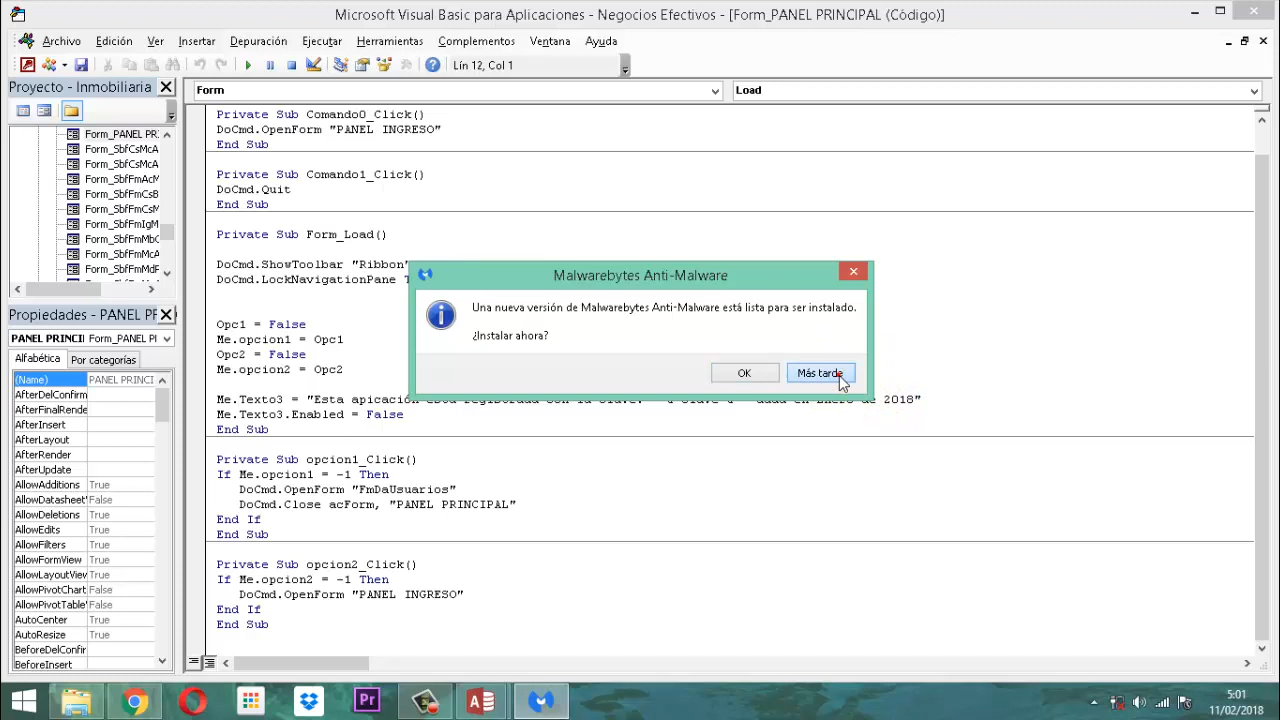 Microsoft Visual Basic para Aplicaciones - Negocios Efectivos - [Form_PANEL PRINCIPAL (Código)]
Archivo Edición Ver Insertar Depuración Ejecutar Herramientas Complementos Ventana Ayuda
Lín 12, Col 1
Proyecto - Inmobiliaria
Form_PANEL PRI
Form_SbfCsMcA
Form_SbfCsMcA
Form_SbfFmAcM
Form_SbfFmCsB
Form_SbfFmCsM
Form_SbfFmIgM
Form_SbfFmMbC
Form_SbfFmMcA
Form_SbfFmMdF
Propiedades - PANEL PF
PANEL PRINCI Form_PANEL PI
Alfabética Por categorías
(Name) PANEL PRINCI
AfterDelConfirm
AfterFinalRende
AfterInsert
AfterLayout
AfterRender
AfterUpdate
AllowAdditions True
AllowDatasheet False
AllowDeletions True
AllowEdits True
AllowFilters True
AllowFormView True
AllowLayoutView True
AllowPivotChart False
AllowPivotTable False
AutoCenter True
AutoResize True
BeforeDelConfir
BeforeInsert
Form Load
Private Sub Comando0_Click()
DoCmd.OpenForm "PANEL INGRESO"
End Sub
Private Sub Comando1_Click()
DoCmd.Quit
End Sub
Private Sub Form_Load()
DoCmd.ShowToolbar "Ribbon"
DoCmd.LockNavigationPane T
Opc1 = False
Me.opcion1 = Opc1
Opc2 = False
Me.opcion2 = Opc2
Me.Texto3 = "Esta apicación en Enero de 2018"
Me.Texto3.Enabled = False
End Sub
Private Sub opcion1_Click()
If Me.opcion1 = -1 Then
DoCmd.OpenForm "FmDaUsuarios"
DoCmd.Close acForm, "PANEL PRINCIPAL"
End If
End Sub
Private Sub opcion2_Click()
If Me.opcion2 = -1 Then
DoCmd.OpenForm "PANEL INGRESO"
End If
End Sub
Malwarebytes Anti-Malware
Una nueva versión de Malwarebytes Anti-Malware está lista para ser instalado.
¿Instalar ahora?
OK Más tarde
Pr
5:01
11/02/2018